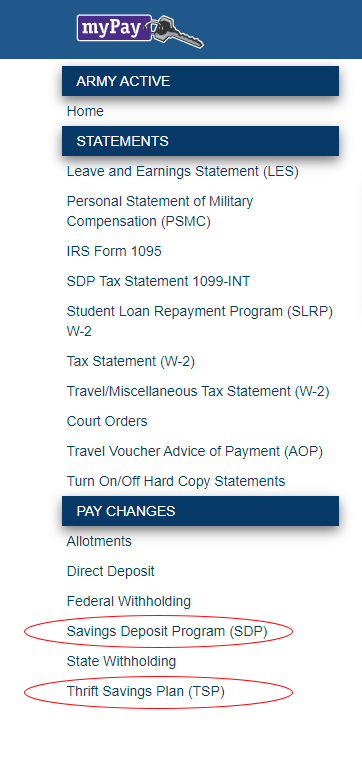 myPay
ARMY ACTIVE
Home
STATEMENTS
Leave and Earnings Statement (LES)
Personal Statement of Military
Compensation (PSMC)
IRS Form 1095
SDP Tax Statement 1099-INT
Student Loan Repayment Program (SLRP)
W-2
Tax Statement (W-2)
Travel/Miscellaneous Tax Statement (W-2)
Court Orders
Travel Voucher Advice of Payment (AOP)
Turn On/Off Hard Copy Statements
PAY CHANGES
Allotments
Direct Deposit
Federal Withholding
Savings Deposit Program (SDP)
State Withholding
Thrift Savings Plan (TSP)